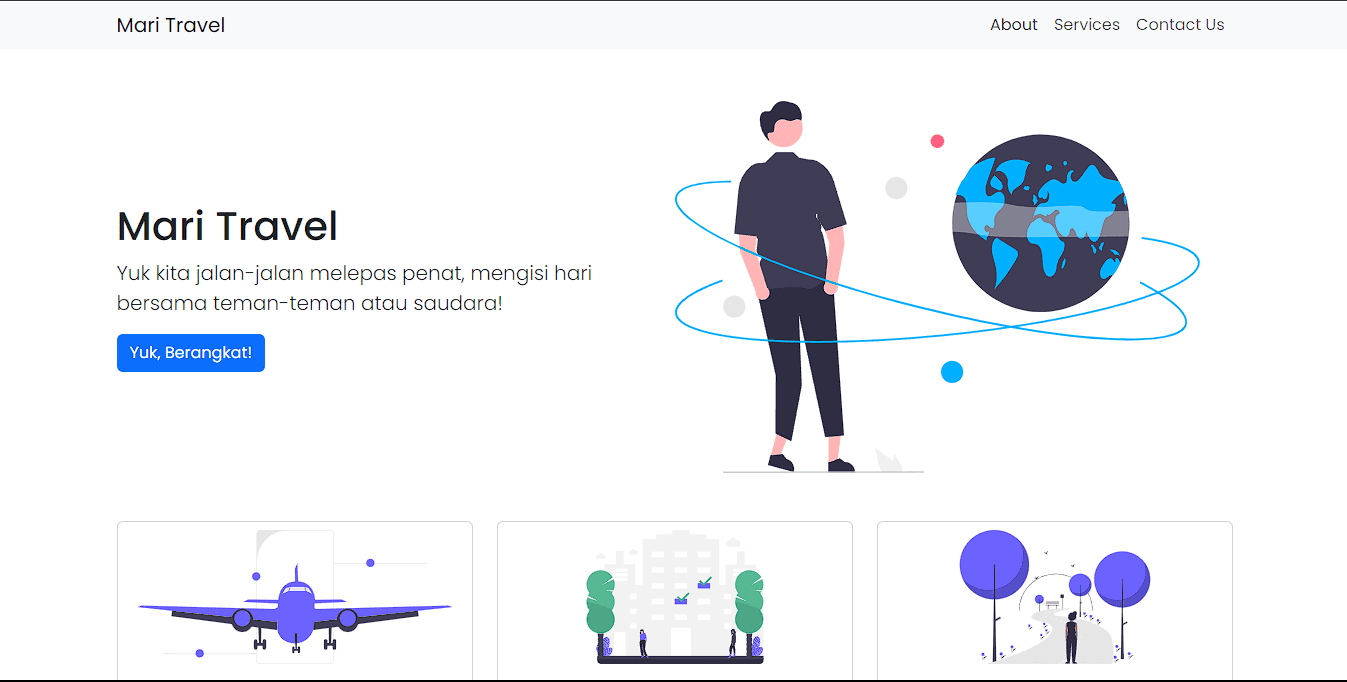 Mari Travel
About Services Contact Us
Mari Travel
Yuk kita jalan-jalan melepas penat, mengisi hari
bersama teman-teman atau saudara!
Yuk, Berangkat!